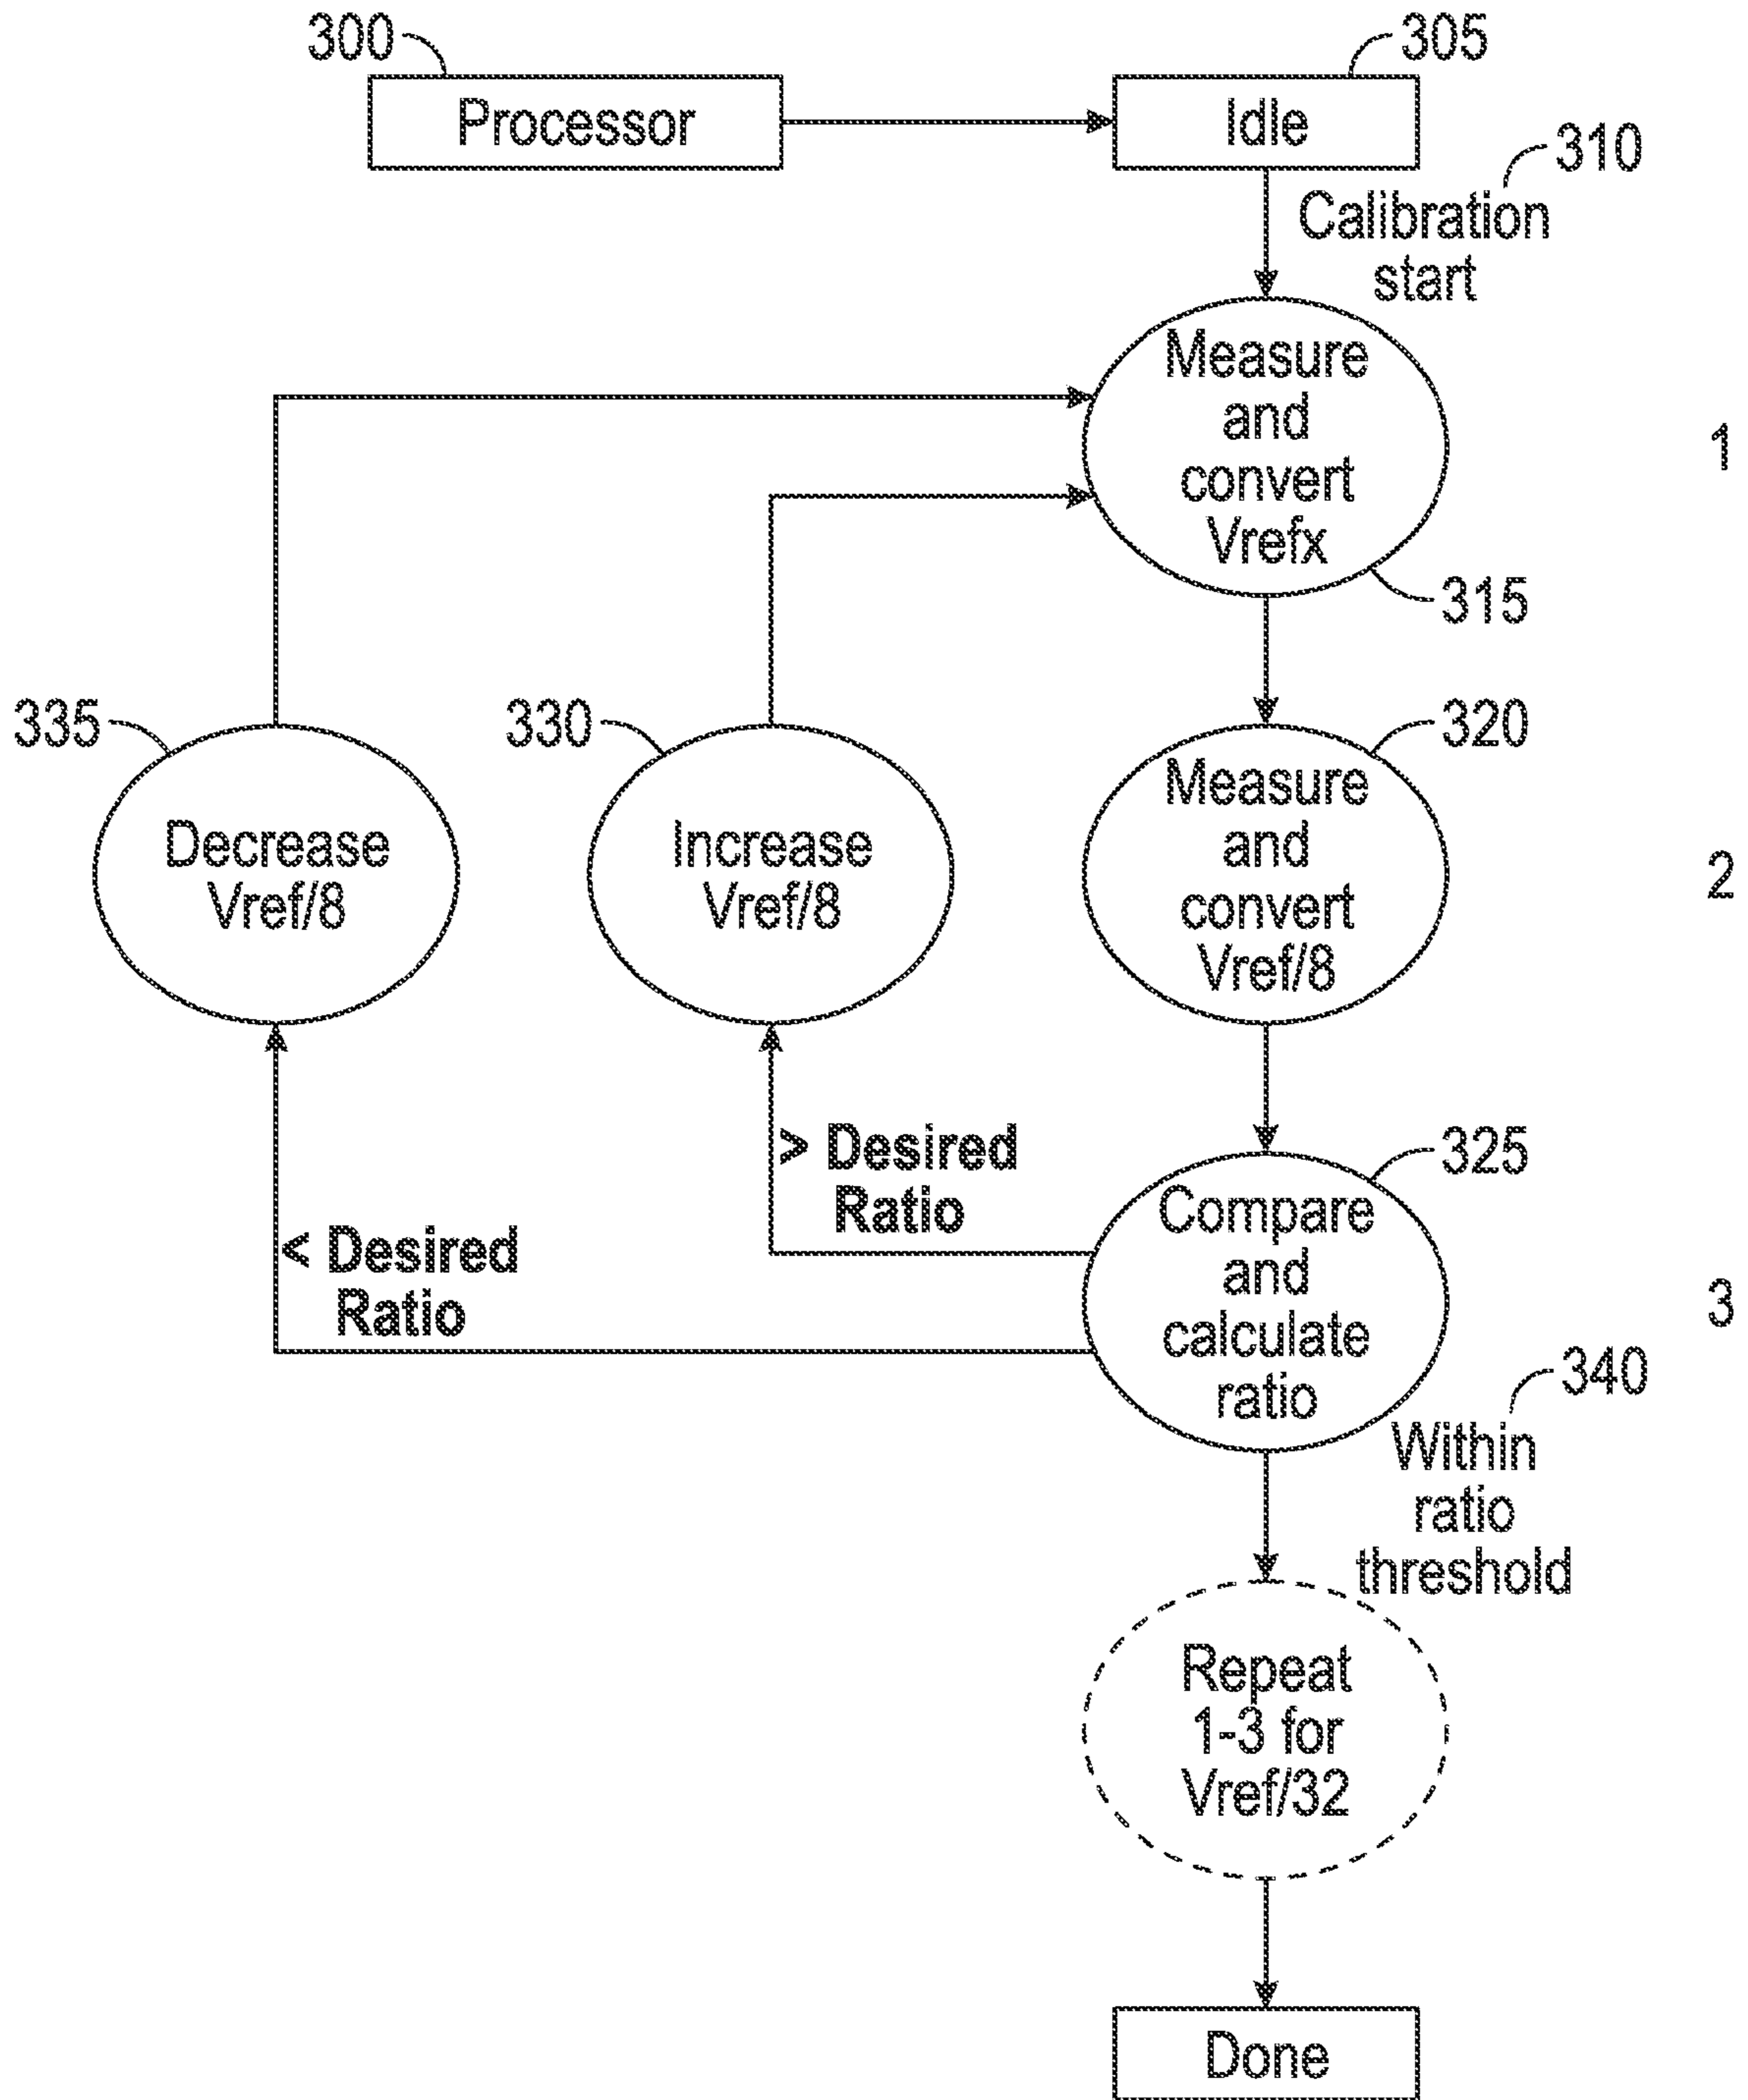 300
305
Processor
Idle
310
Calibration
start
Measure
and
convert
Vrefx
1
315
335
330
320
Decrease
Vref/8
Increase
Vref/8
Measure
and
convert
Vref/8
2
> Desired
Ratio
< Desired
Ratio
325
Compare
and
calculate
ratio
3
340
Within
ratio
threshold
Repeat
1-3 for
Vref/32
Done